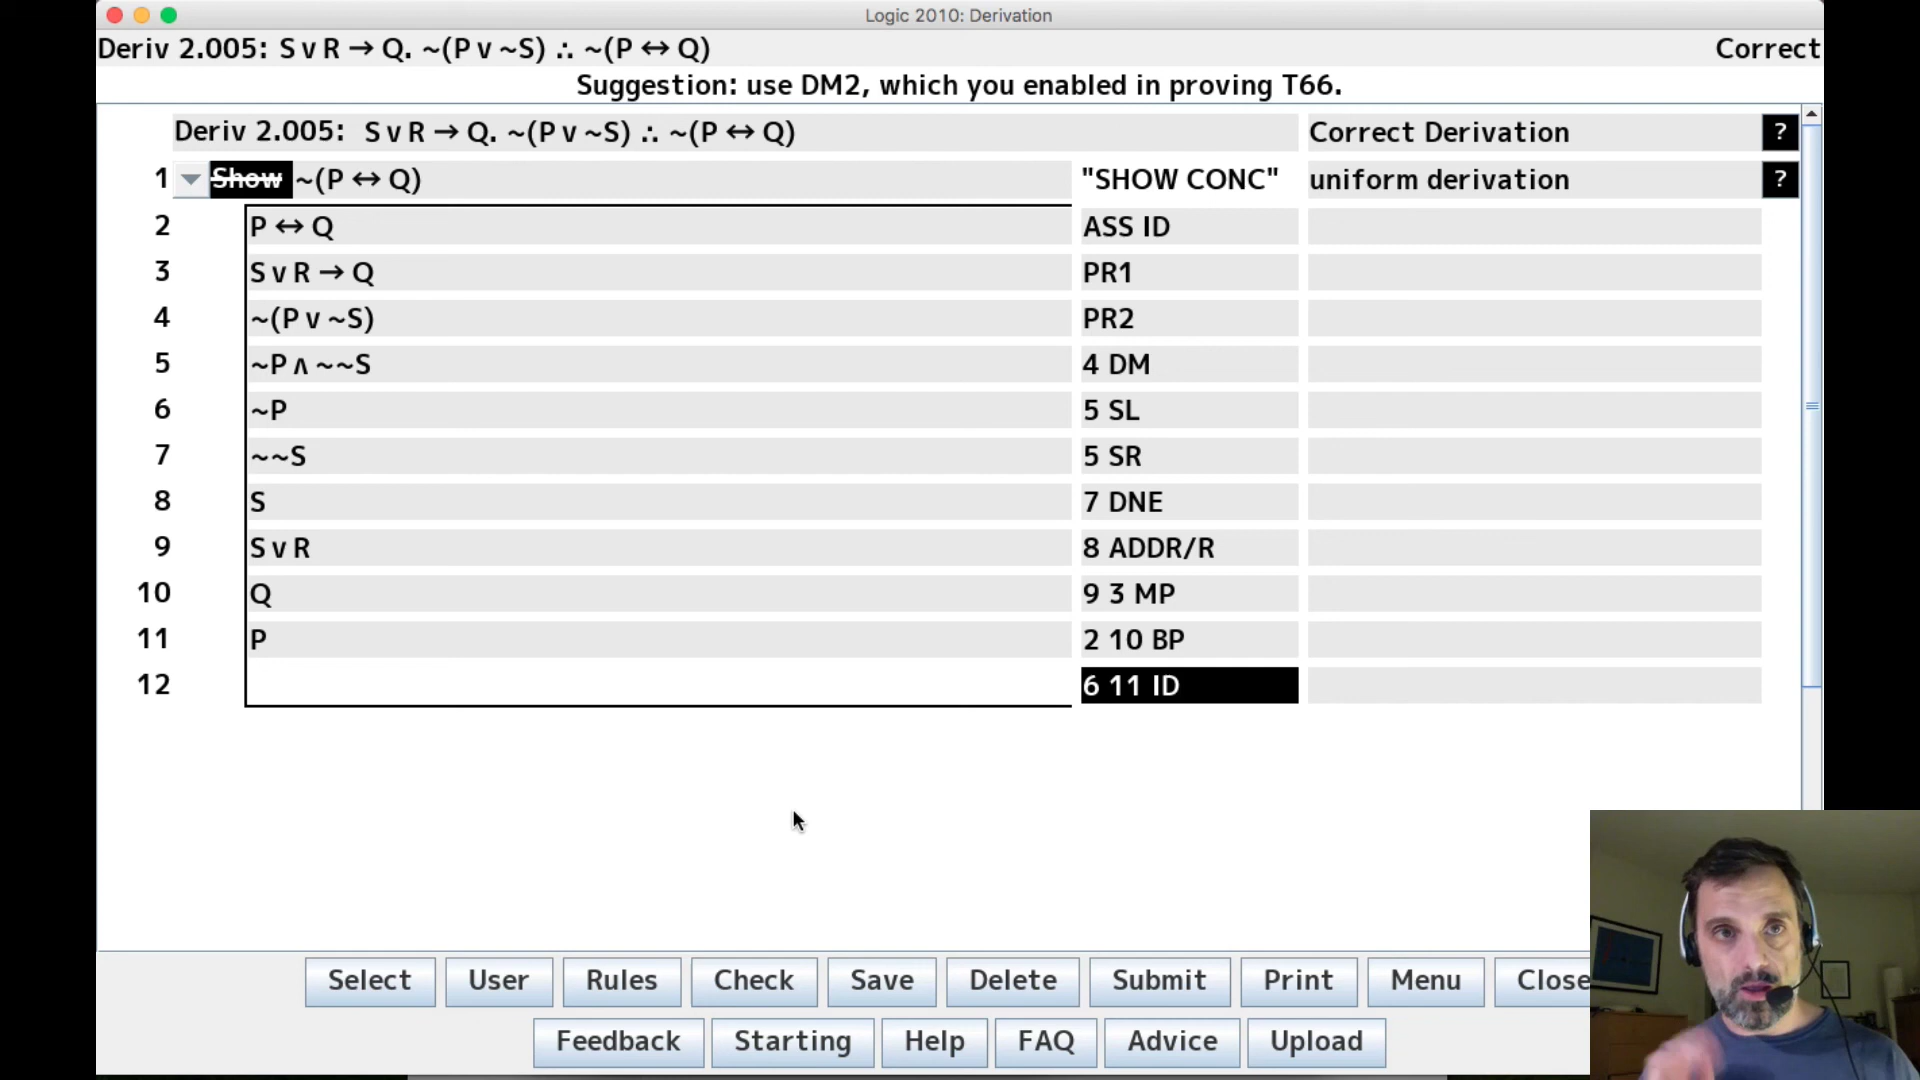 Logic 2010: Derivation
Deriv 2.005: S ∨ R → Q. ~(P ∨ ~S) ∴ ~(P ↔ Q) Correct
Suggestion: use DM2, which you enabled in proving T66.
Deriv 2.005: S ∨ R → Q. ~(P ∨ ~S) ∴ ~(P ↔ Q) Correct Derivation ?
1 Show ~(P ↔ Q) "SHOW CONC" uniform derivation ?
2 P ↔ Q ASS ID
3 S ∨ R → Q PR1
4 ~(P ∨ ~S) PR2
5 ~P ∧ ~~S 4 DM
6 ~P 5 SL
7 ~~S 5 SR
8 S 7 DNE
9 S ∨ R 8 ADDR/R
10 Q 9 3 MP
11 P 2 10 BP
12 6 11 ID
Select User Rules Check Save Delete Submit Print Menu Close
Feedback Starting Help FAQ Advice Upload